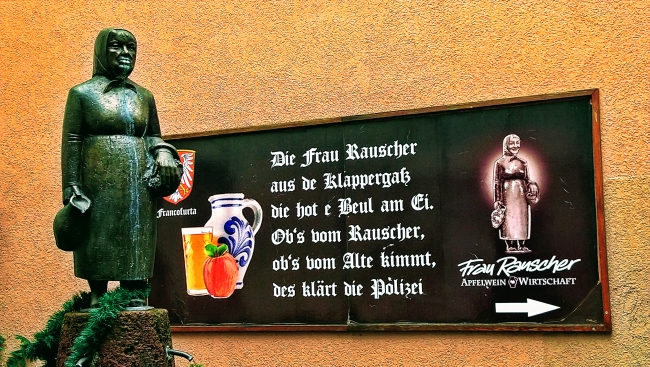 Francofurta
Die Frau Rauscher
aus de Klappergaß
die hot e Beul am Ei.
Ob's vom Rauscher,
ob's vom Alte kimmt,
des klärt die Polizei
Frau Rauscher
APFELWEIN WIRTSCHAFT